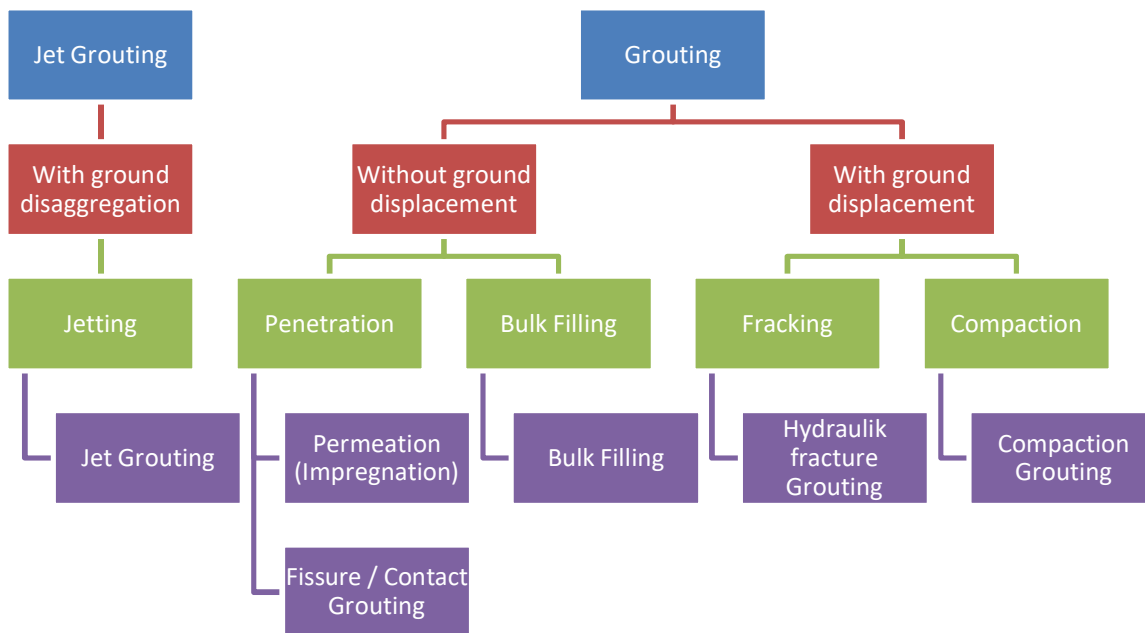 Jet Grouting
Grouting
With ground
disaggregation
Without ground
displacement
With ground
displacement
Jetting
Penetration
Bulk Filling
Fracking
Compaction
Jet Grouting
Permeation
(Impregnation)
Bulk Filling
Hydraulik
fracture
Grouting
Compaction
Grouting
Fissure / Contact
Grouting